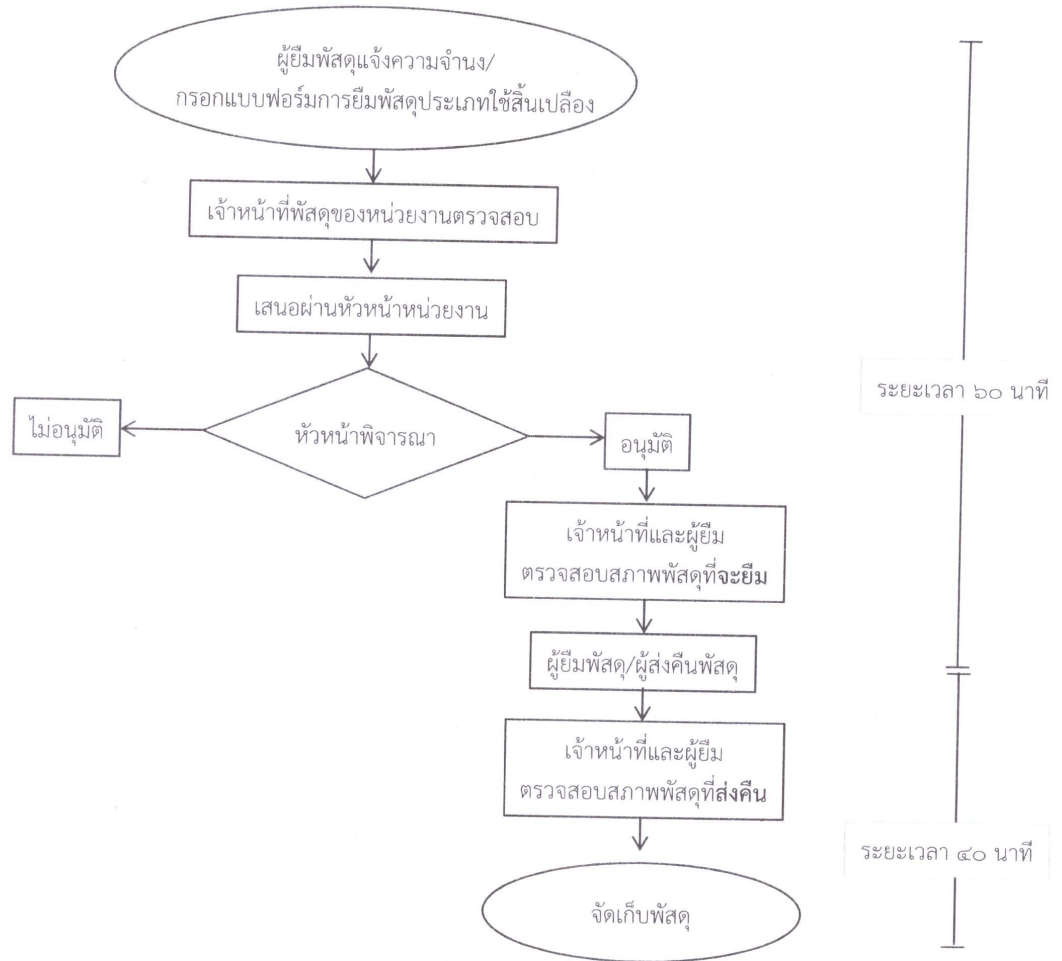 ผู้ยืมพัสดุแจ้งความจำนง/
กรอกแบบฟอร์มการยืมพัสดุประเภทใช้สิ้นเปลือง
เจ้าหน้าที่พัสดุของหน่วยงานตรวจสอบ
เสนอผ่านหัวหน้าหน่วยงาน
หัวหน้าพิจารณา
ไม่อนุมัติ
อนุมัติ
ระยะเวลา ๖๐ นาที
เจ้าหน้าที่และผู้ยืม
ตรวจสอบสภาพพัสดุที่จะยืม
ผู้ยืมพัสดุ/ผู้ส่งคืนพัสดุ
เจ้าหน้าที่และผู้ยืม
ตรวจสอบสภาพพัสดุที่ส่งคืน
ระยะเวลา ๔๐ นาที
จัดเก็บพัสดุ